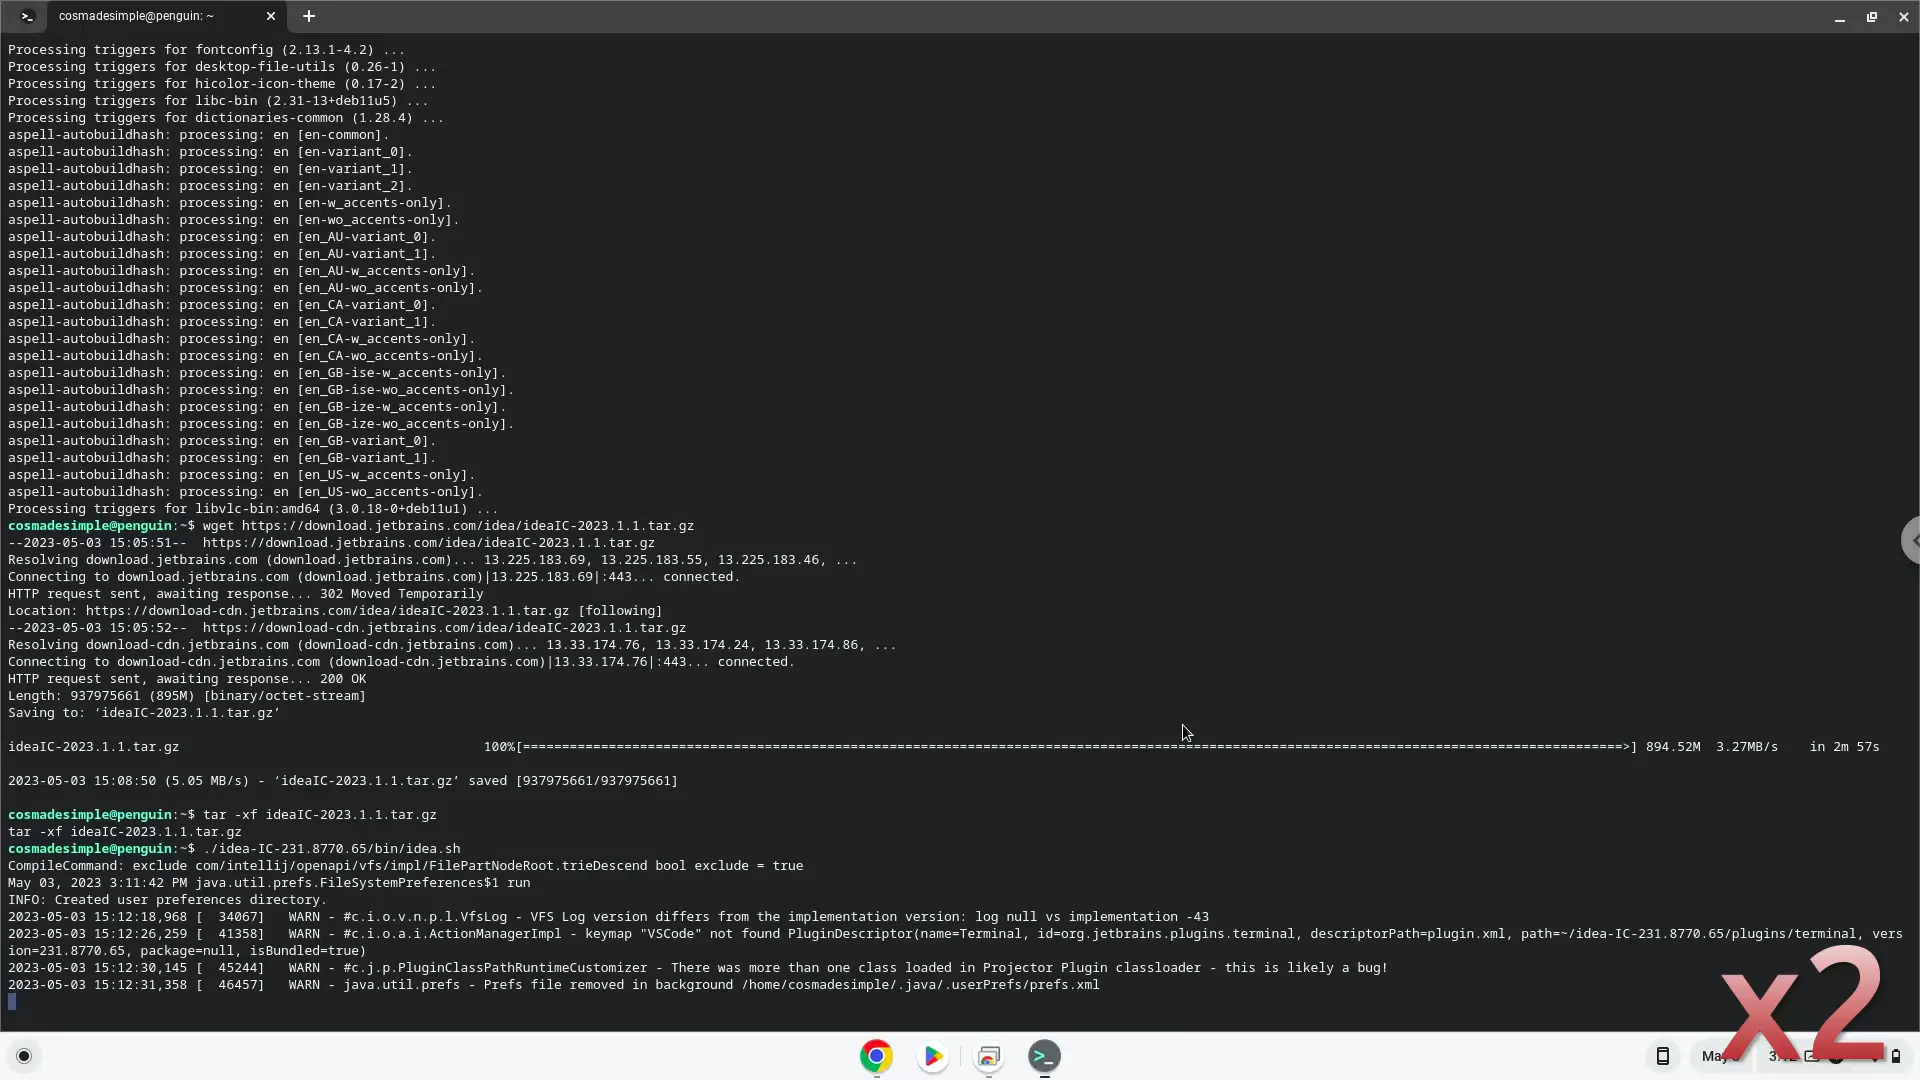 cosmadesimple@penguin: ~
Processing triggers for fontconfig (2.13.1-4.2) ...
Processing triggers for desktop-file-utils (0.26-1) ...
Processing triggers for hicolor-icon-theme (0.17-2) ...
Processing triggers for libc-bin (2.31-13+deb11u5) ...
Processing triggers for dictionaries-common (1.28.4) ...
aspell-autobuildhash: processing: en [en-common].
aspell-autobuildhash: processing: en [en-variant_0].
aspell-autobuildhash: processing: en [en-variant_1].
aspell-autobuildhash: processing: en [en-variant_2].
aspell-autobuildhash: processing: en [en-w_accents-only].
aspell-autobuildhash: processing: en [en-wo_accents-only].
aspell-autobuildhash: processing: en [en_AU-variant_0].
aspell-autobuildhash: processing: en [en_AU-variant_1].
aspell-autobuildhash: processing: en [en_AU-w_accents-only].
aspell-autobuildhash: processing: en [en_AU-wo_accents-only].
aspell-autobuildhash: processing: en [en_CA-variant_0].
aspell-autobuildhash: processing: en [en_CA-variant_1].
aspell-autobuildhash: processing: en [en_CA-w_accents-only].
aspell-autobuildhash: processing: en [en_CA-wo_accents-only].
aspell-autobuildhash: processing: en [en_GB-ise-w_accents-only].
aspell-autobuildhash: processing: en [en_GB-ise-wo_accents-only].
aspell-autobuildhash: processing: en [en_GB-ize-w_accents-only].
aspell-autobuildhash: processing: en [en_GB-ize-wo_accents-only].
aspell-autobuildhash: processing: en [en_GB-variant_0].
aspell-autobuildhash: processing: en [en_GB-variant_1].
aspell-autobuildhash: processing: en [en_US-w_accents-only].
aspell-autobuildhash: processing: en [en_US-wo_accents-only].
Processing triggers for libvlc-bin:amd64 (3.0.18-0+deb11u1) ...
cosmadesimple@penguin:~$ wget https://download.jetbrains.com/idea/ideaIC-2023.1.1.tar.gz
--2023-05-03 15:05:51--  https://download.jetbrains.com/idea/ideaIC-2023.1.1.tar.gz
Resolving download.jetbrains.com (download.jetbrains.com)... 13.225.183.69, 13.225.183.55, 13.225.183.46, ...
Connecting to download.jetbrains.com (download.jetbrains.com)|13.225.183.69|:443... connected.
HTTP request sent, awaiting response... 302 Moved Temporarily
Location: https://download-cdn.jetbrains.com/idea/ideaIC-2023.1.1.tar.gz [following]
--2023-05-03 15:05:52--  https://download-cdn.jetbrains.com/idea/ideaIC-2023.1.1.tar.gz
Resolving download-cdn.jetbrains.com (download-cdn.jetbrains.com)... 13.33.174.76, 13.33.174.24, 13.33.174.86, ...
Connecting to download-cdn.jetbrains.com (download-cdn.jetbrains.com)|13.33.174.76|:443... connected.
HTTP request sent, awaiting response... 200 OK
Length: 937975661 (895M) [binary/octet-stream]
Saving to: ‘ideaIC-2023.1.1.tar.gz’
ideaIC-2023.1.1.tar.gz 100%[=============================================================================================================================================>] 894.52M 3.27MB/s in 2m 57s
2023-05-03 15:08:50 (5.05 MB/s) - ‘ideaIC-2023.1.1.tar.gz’ saved [937975661/937975661]
cosmadesimple@penguin:~$ tar -xf ideaIC-2023.1.1.tar.gz
tar -xf ideaIC-2023.1.1.tar.gz
cosmadesimple@penguin:~$ ./idea-IC-231.8770.65/bin/idea.sh
CompileCommand: exclude com/intellij/openapi/vfs/impl/FilePartNodeRoot.trieDescend bool exclude = true
May 03, 2023 3:11:42 PM java.util.prefs.FileSystemPreferences$1 run
INFO: Created user preferences directory.
2023-05-03 15:12:18,968 [  34067]   WARN - #c.i.o.v.n.p.l.VfsLog - VFS Log version differs from the implementation version: log null vs implementation -43
2023-05-03 15:12:26,259 [  41358]   WARN - #c.i.o.a.i.ActionManagerImpl - keymap "VSCode" not found PluginDescriptor(name=Terminal, id=org.jetbrains.plugins.terminal, descriptorPath=plugin.xml, path=~/idea-IC-231.8770.65/plugins/terminal, vers
ion=231.8770.65, package=null, isBundled=true)
2023-05-03 15:12:30,145 [  45244]   WARN - #c.j.p.PluginClassPathRuntimeCustomizer - There was more than one class loaded in Projector Plugin classloader - this is likely a bug!
2023-05-03 15:12:31,358 [  46457]   WARN - java.util.prefs - Prefs file removed in background /home/cosmadesimple/.java/.userPrefs/prefs.xml
x2
May